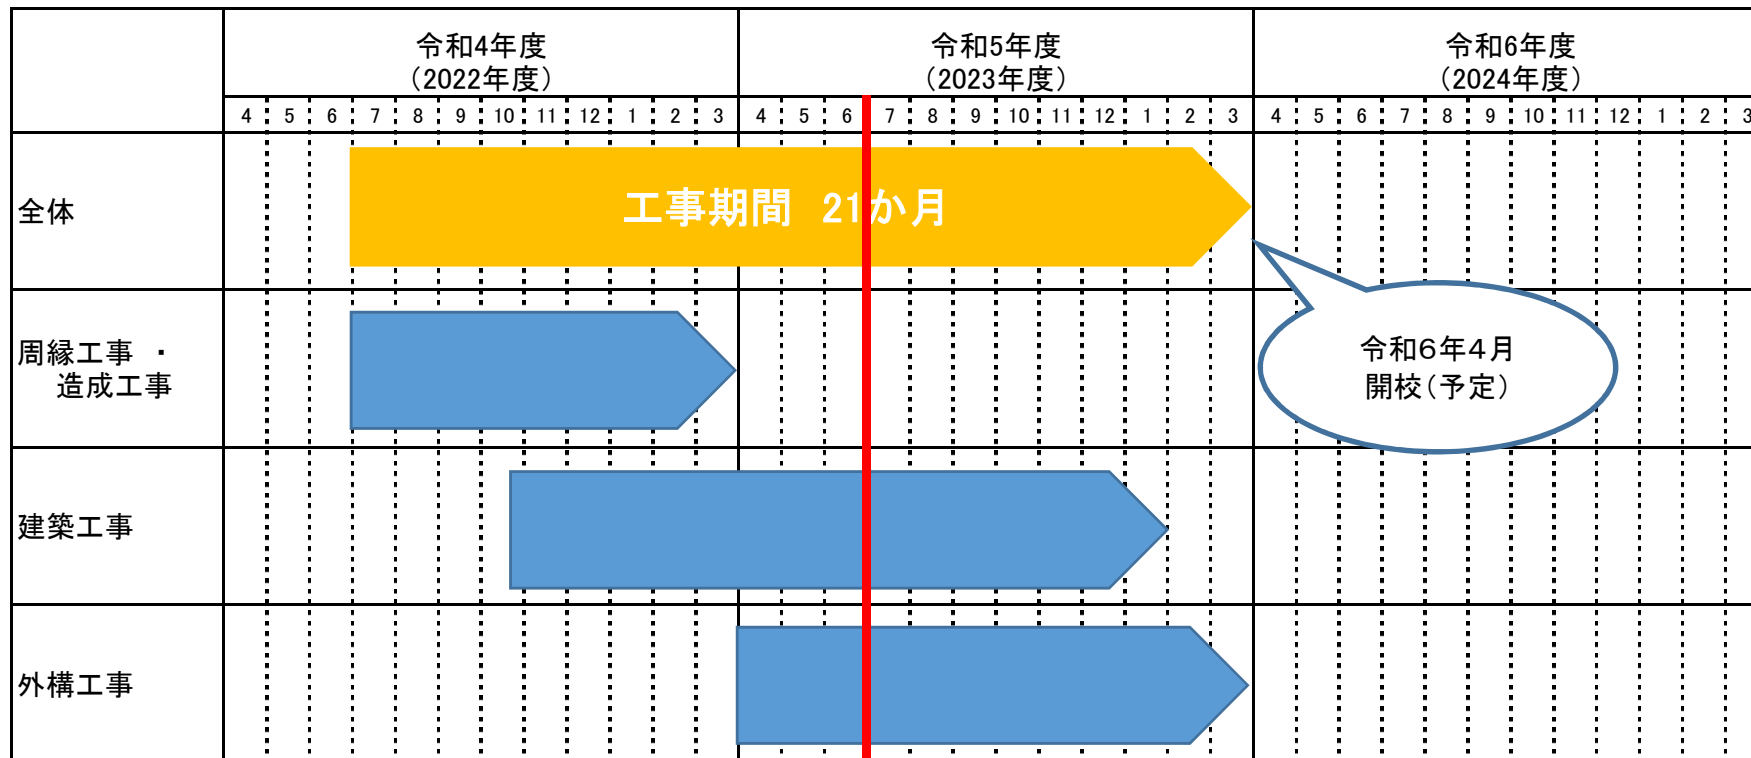 令和4年度
（2022年度）
令和5年度
（2023年度）
令和6年度
（2024年度）
4 5 6 7 8 9 10 11 12 1 2 3 4 5 6 7 8 9 10 11 12 1 2 3 4 5 6 7 8 9 10 11 12 1 2 3
全体
工事期間　21か月
周縁工事　・
造成工事
令和６年４月
開校（予定）
建築工事
外構工事